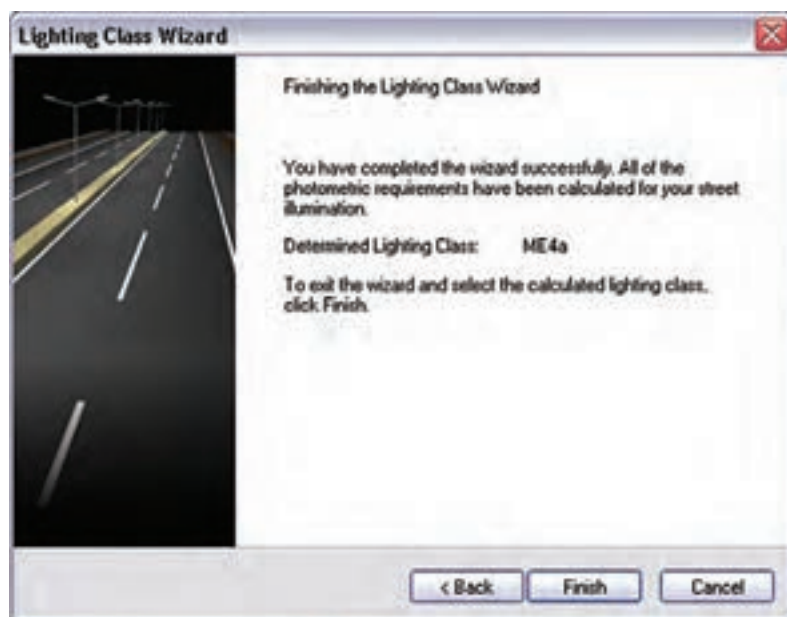 Lighting Class Wizard
Finishing the Lighting Class Wizard
You have completed the wizard successfully. All of the
photometric requirements have been calculated for your street
illumination.
Determined Lighting Class: ME4a
To exit the wizard and select the calculated lighting class,
click Finish.
< Back Finish Cancel